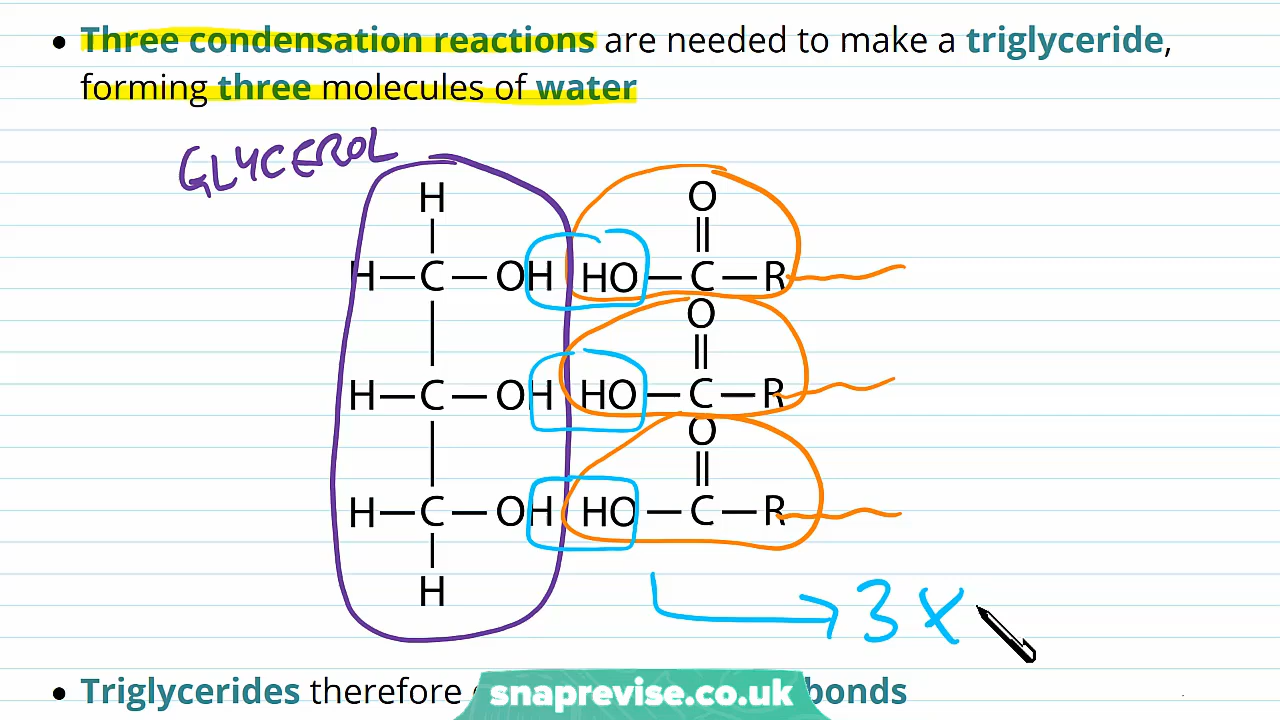 • Three condensation reactions are needed to make a triglyceride,
forming three molecules of water
GLYCEROL
H O
H—C—OH HO—C—R
O
H—C—OH HO—C—R
O
H—C—OH HO—C—R
H
3 x
• Triglycerides therefore bonds
snaprevise.co.uk